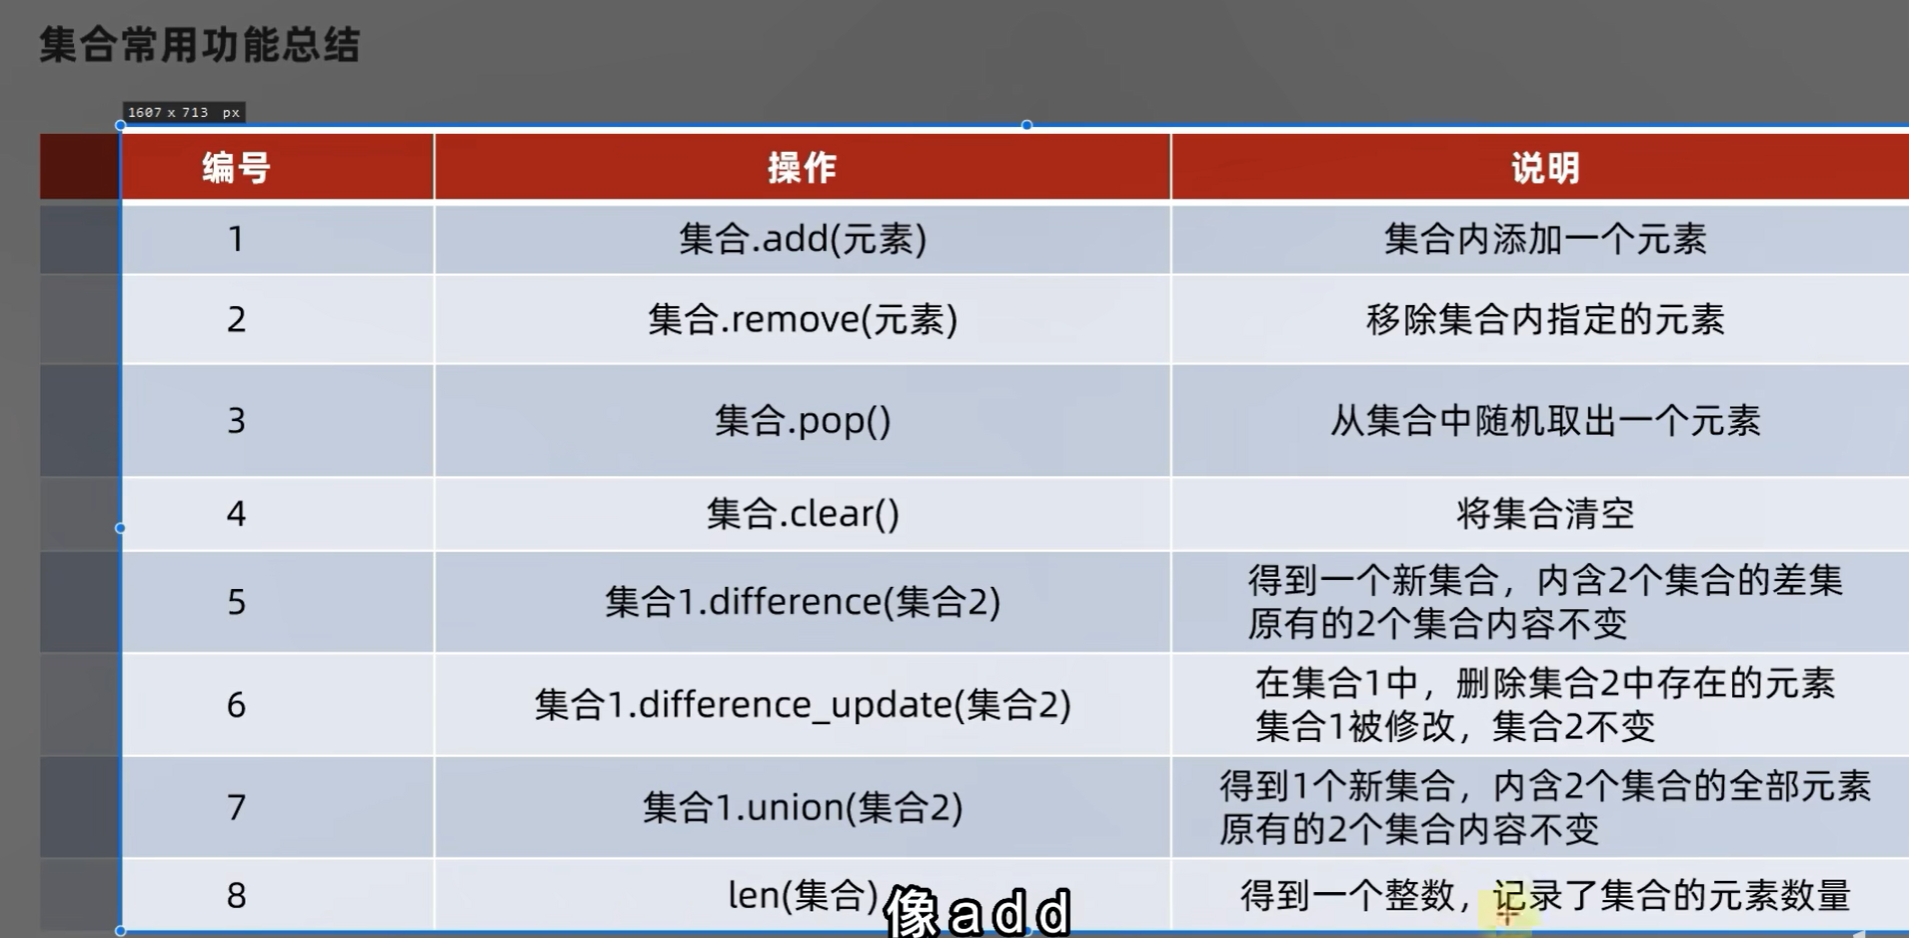 集合常用功能总结
1607 x 713 px
编号 操作 说明
1 集合.add(元素) 集合内添加一个元素
2 集合.remove(元素) 移除集合内指定的元素
3 集合.pop() 从集合中随机取出一个元素
4 集合.clear() 将集合清空
5 集合1.difference(集合2) 得到一个新集合，内含2个集合的差集
原有的2个集合内容不变
6 集合1.difference_update(集合2) 在集合1中，删除集合2中存在的元素
集合1被修改，集合2不变
7 集合1.union(集合2) 得到1个新集合，内含2个集合的全部元素
原有的2个集合内容不变
8 len(集合) 得到一个整数，记录了集合的元素数量
像add